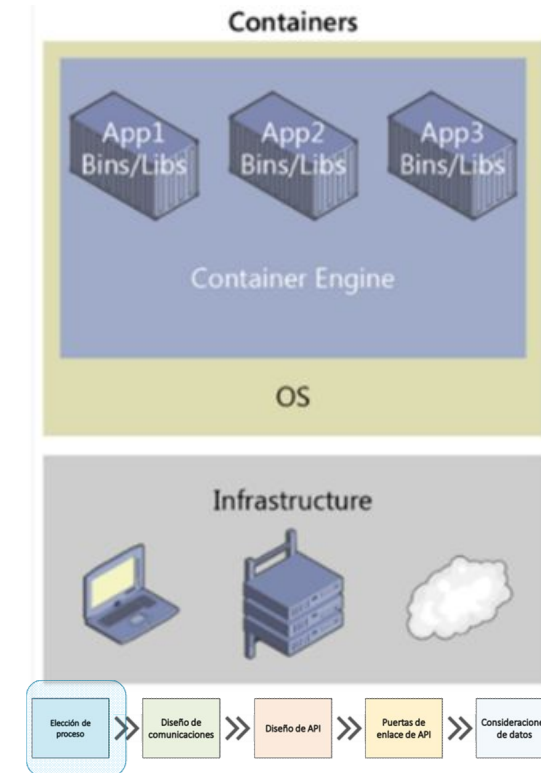 Containers
App1
Bins/Libs
App2
Bins/Libs
App3
Bins/Libs
Container Engine
OS
Infrastructure
Elección de
proceso
Diseño de
comunicaciones
Diseño de API
Puertas de
enlace de API
Consideracione
de datos